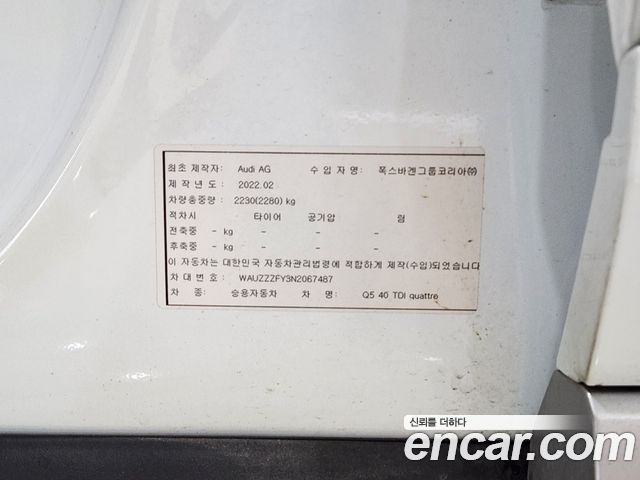 최초 제작자: Audi AG 수 입 자 명: 폭스바겐그룹코리아㈜
제 작 년 도 : 2022.02
차량총중량 : 2230(2280) kg
적차시 타이어 공기압 림
전축중 - kg - - -
후축중 - kg - - -
이 자동차는 대한민국 자동차관리법령에 적합하게 제작(수입)되었습니다
차 대 번 호 : WAUZZZFY3N2067487
차 종: 승용자동차 차 명: Q5 40 TDI quattro
신뢰를 더하다
encar.com